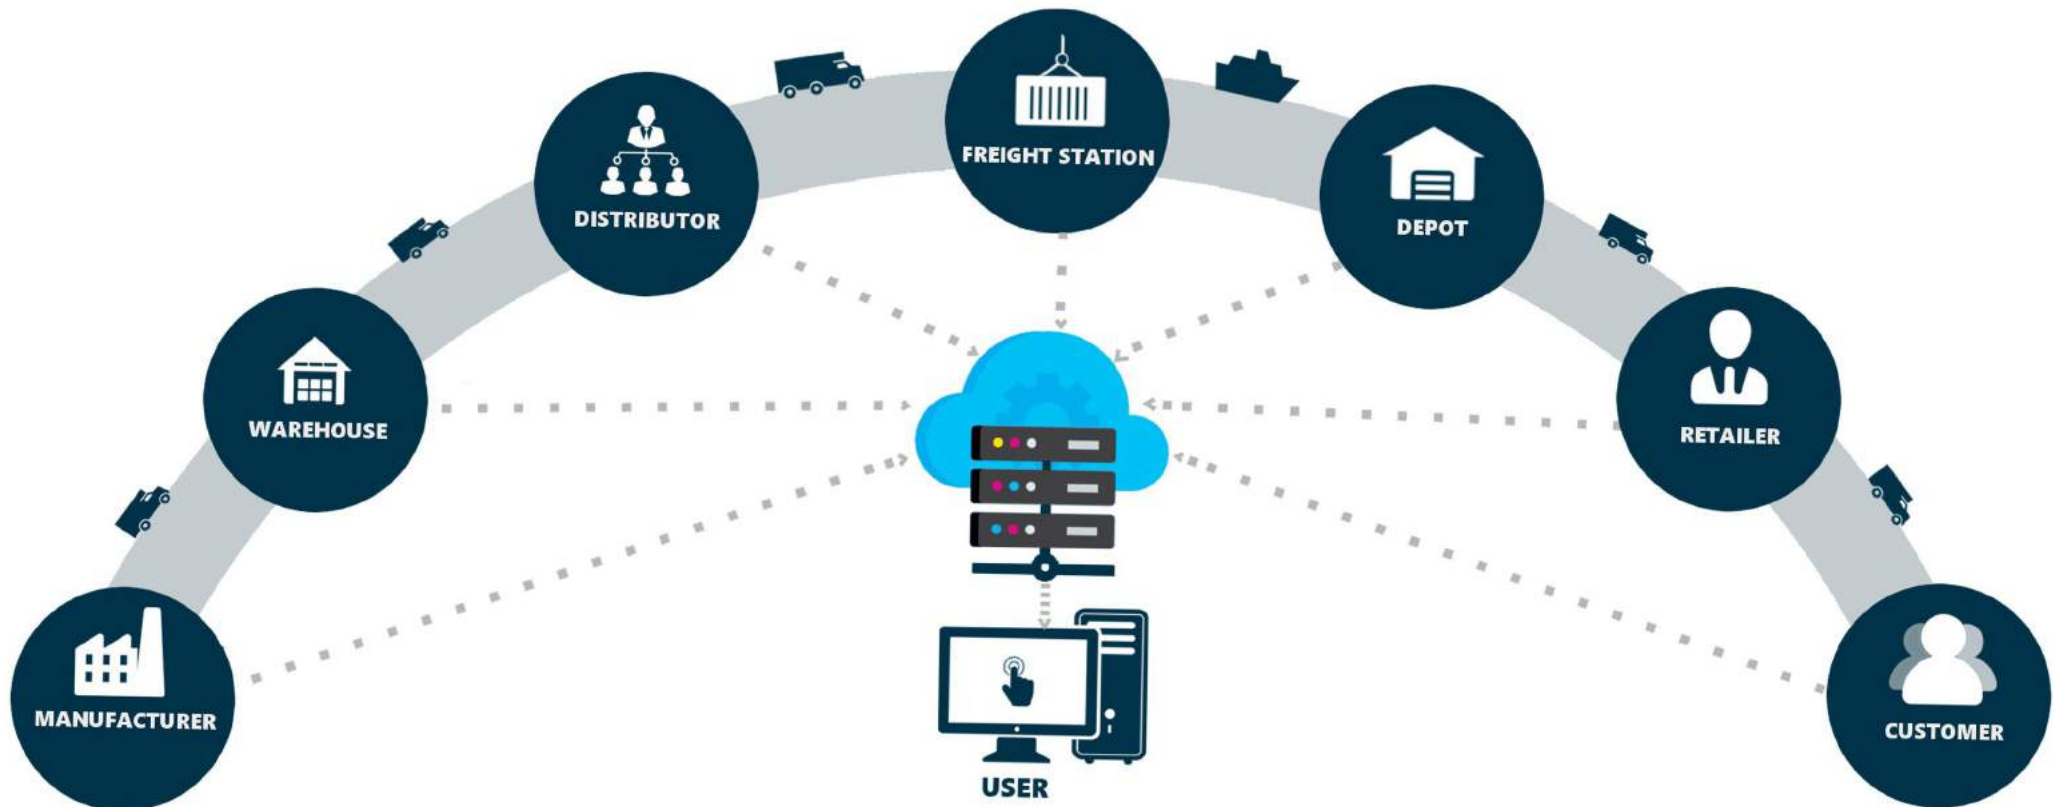 FREIGHT STATION
DISTRIBUTOR
DEPOT
WAREHOUSE
RETAILER
MANUFACTURER
CUSTOMER
USER